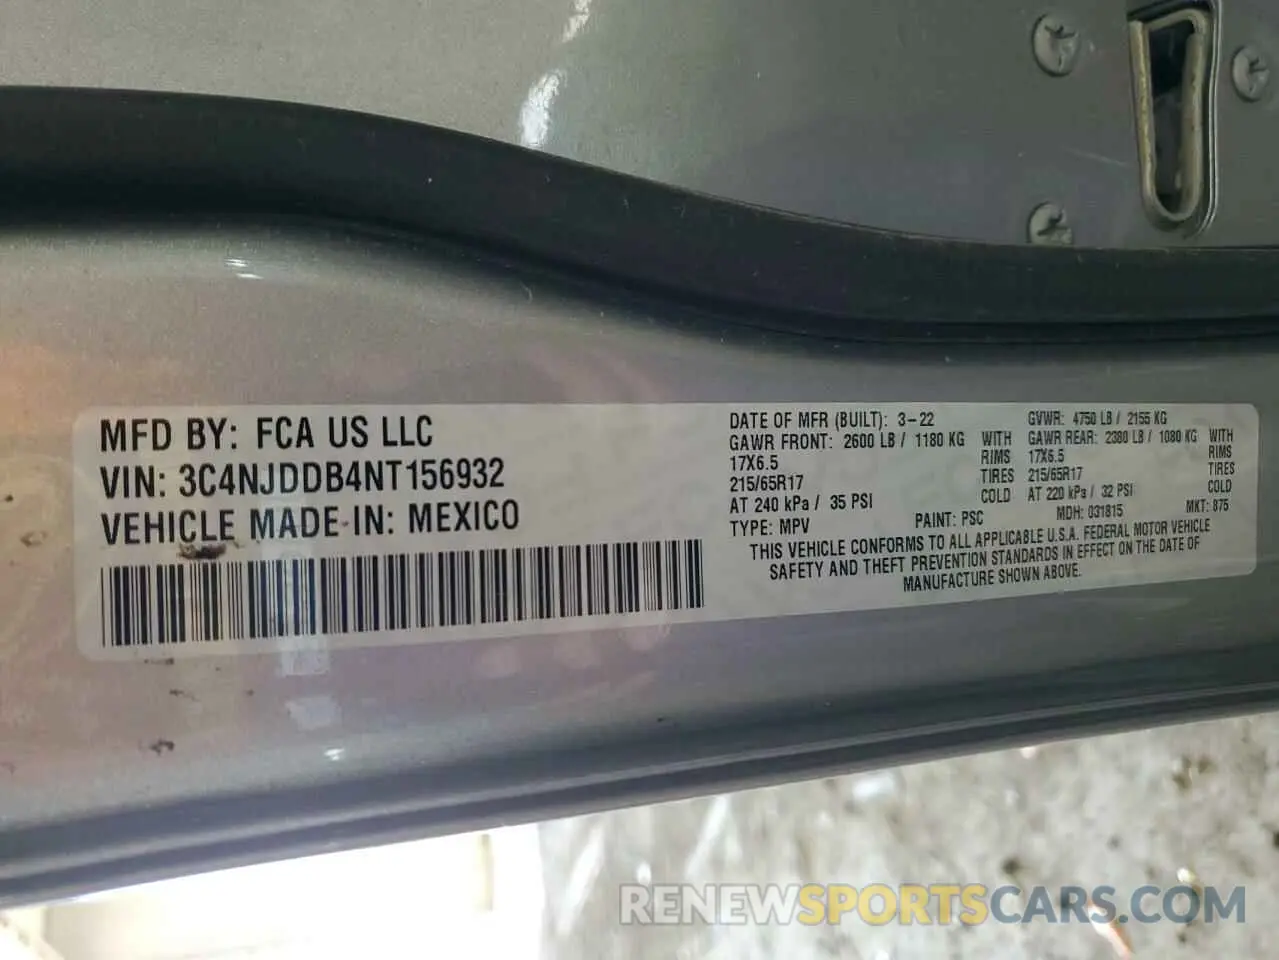 MFD BY: FCA US LLC
VIN: 3C4NJDDB4NT156932
VEHICLE MADE-IN: MEXICO
DATE OF MFR (BUILT): 3-22
GAWR FRONT: 2600 LB / 1180 KG WITH
17X6.5 RIMS
215/65R17 TIRES
AT 240 kPa / 35 PSI COLD
TYPE: MPV
GVWR: 4750 LB / 2155 KG
GAWR REAR: 2380 LB / 1080 KG WITH
17X6.5 RIMS
215/65R17 TIRES
AT 220 kPa / 32 PSI COLD
PAINT: PSC MDH: 031815 MKT: 875
THIS VEHICLE CONFORMS TO ALL APPLICABLE U.S.A. FEDERAL MOTOR VEHICLE
SAFETY AND THEFT PREVENTION STANDARDS IN EFFECT ON THE DATE OF
MANUFACTURE SHOWN ABOVE.
RENEWSPORTSCARS.COM